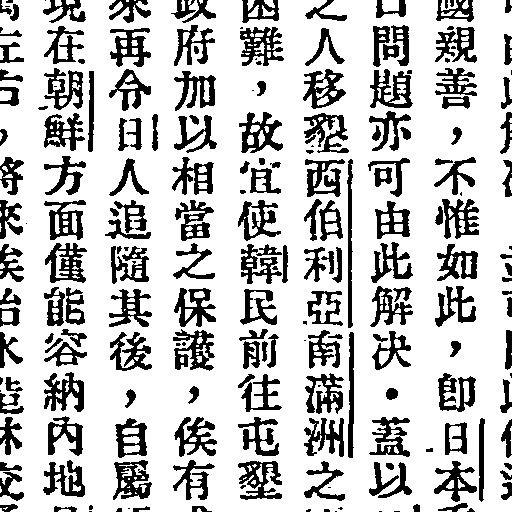 國親善，不惟如此，卽日本
口問題亦可由此解决·蓋以
之人移墾西伯利亞南滿洲之
困難，故宜使韓民前往屯墾
政府加以相當之保護，俟有
來再令日人追隨其後，自屬
現在朝鮮方面僅能容納內地
左右，將來俟治水造林交